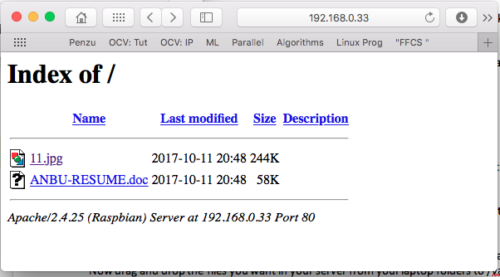 192.168.0.33
Penzu OCV: Tut OCV: IP ML Parallel Algorithms Linux Prog "FFCS "
Index of /
Name Last modified Size Description
11.jpg 2017-10-11 20:48 244K
ANBU-RESUME.doc 2017-10-11 20:48 58K
Apache/2.4.25 (Raspbian) Server at 192.168.0.33 Port 80
Now drag and drop the files you want in your server from your laptop folders to /